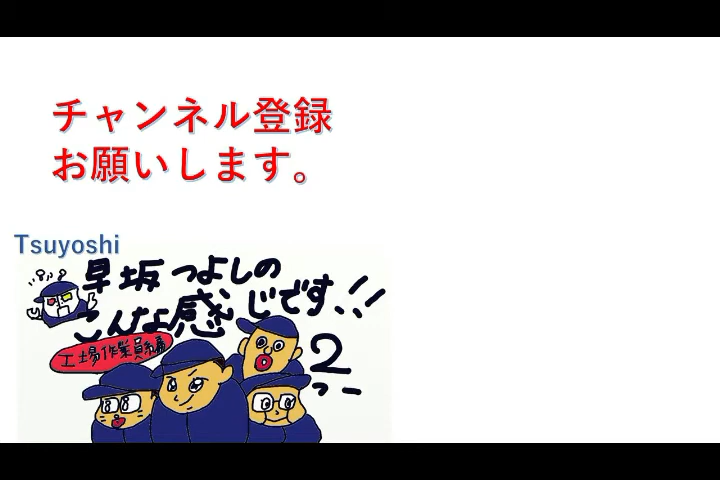 チャンネル登録
お願いします。
Tsuyoshi
早坂つよしの
こんな感じです!!
工場作業員編
2